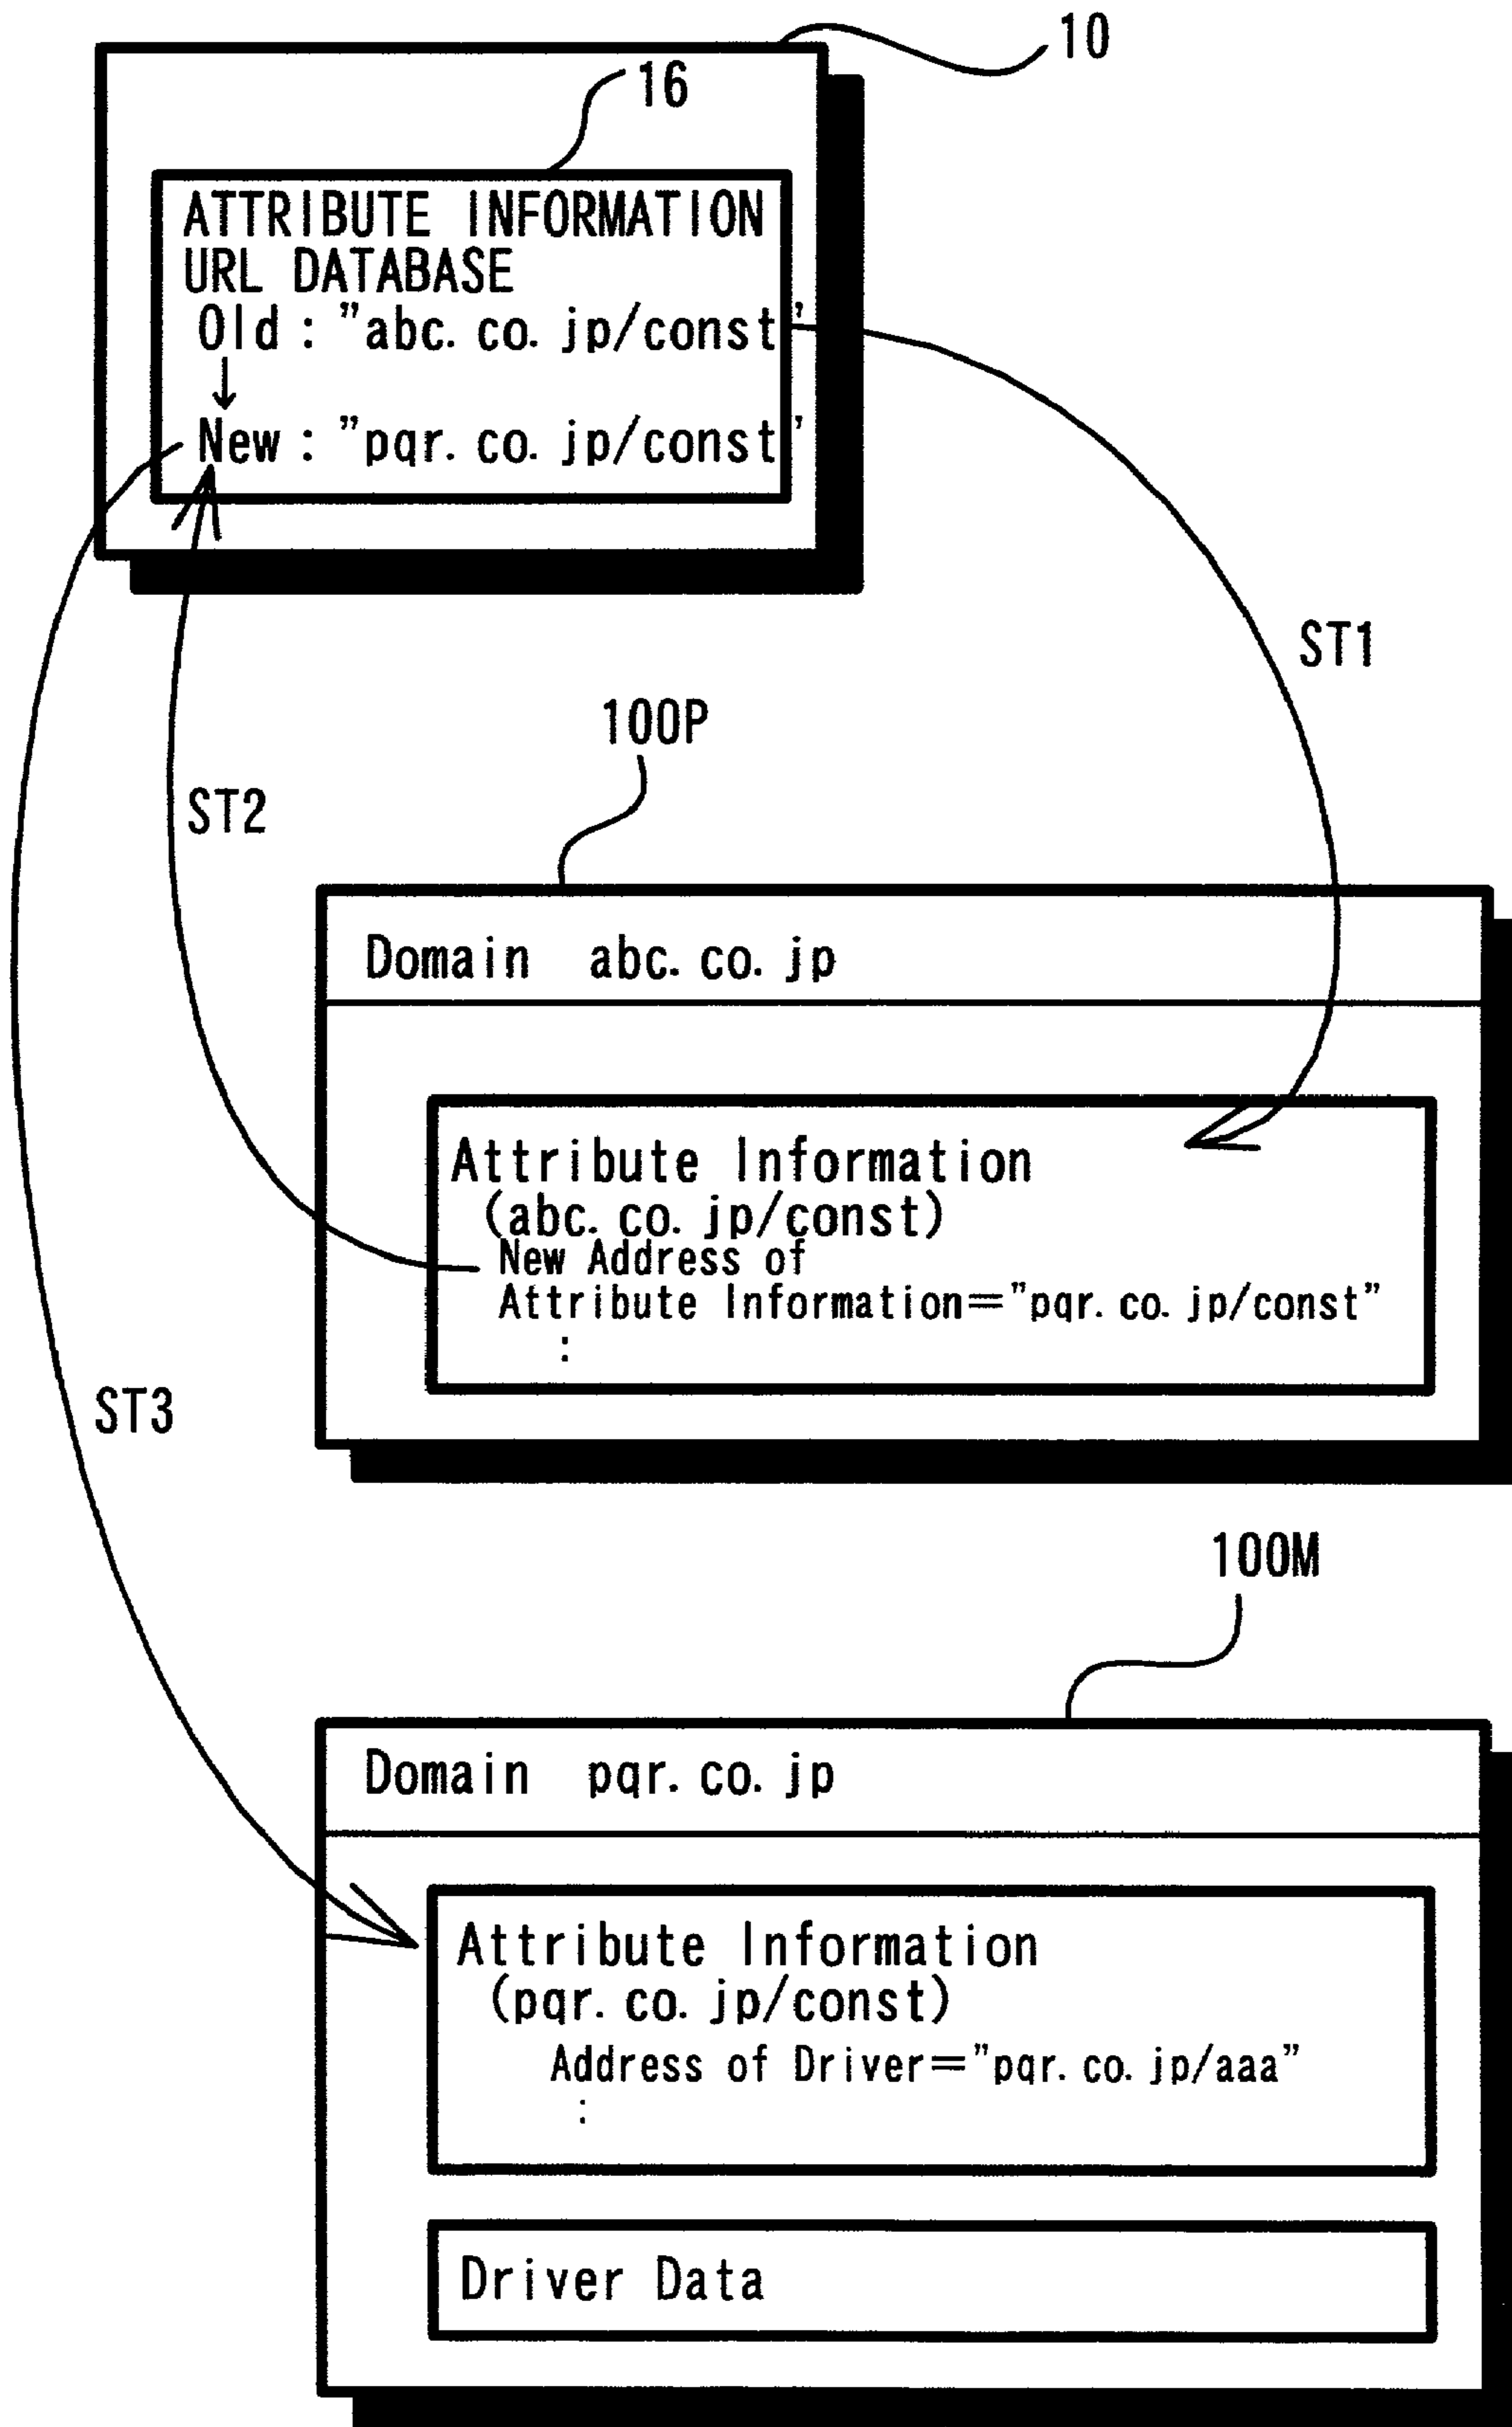 10
16
ATTRIBUTE INFORMATION
URL DATABASE
Old : "abc. co. jp/const"
↓
New : "pqr. co. jp/const"
ST1
100P
ST2
Domain abc. co. jp
Attribute Information
(abc. co. jp/const)
New Address of
Attribute Information="pqr. co. jp/const"
:
ST3
100M
Domain pqr. co. jp
Attribute Information
(pqr. co. jp/const)
Address of Driver="pqr. co. jp/aaa"
:
Driver Data